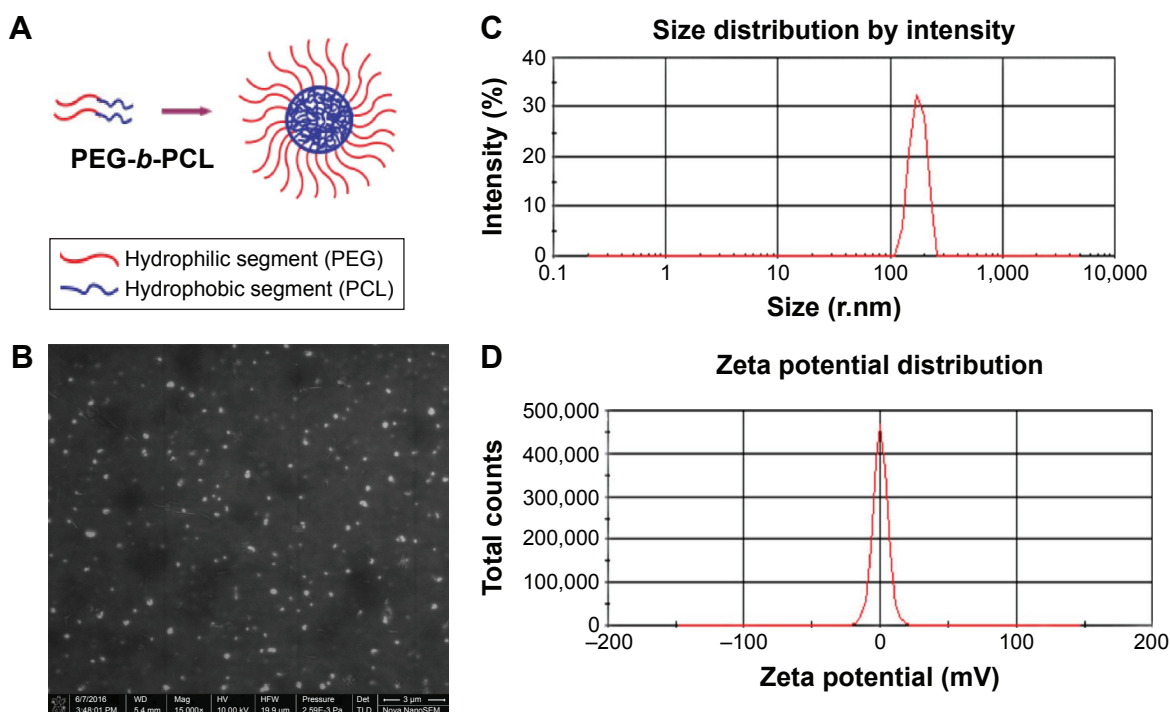 A
PEG-b-PCL
Hydrophilic segment (PEG)
Hydrophobic segment (PCL)
B
6/7/2016 WD Mag HV HFW Pressure Det 3 µm
3:48:01 PM 5.4 mm 15,000× 10.00 kV 19.9 µm 2.59E-3 Pa TLD Nova NanoSEM
C
Size distribution by intensity
Intensity (%)
40
30
20
10
0
0.1 1 10 100 1,000 10,000
Size (r.nm)
D
Zeta potential distribution
Total counts
500,000
400,000
300,000
200,000
100,000
0
–200 –100 0 100 200
Zeta potential (mV)